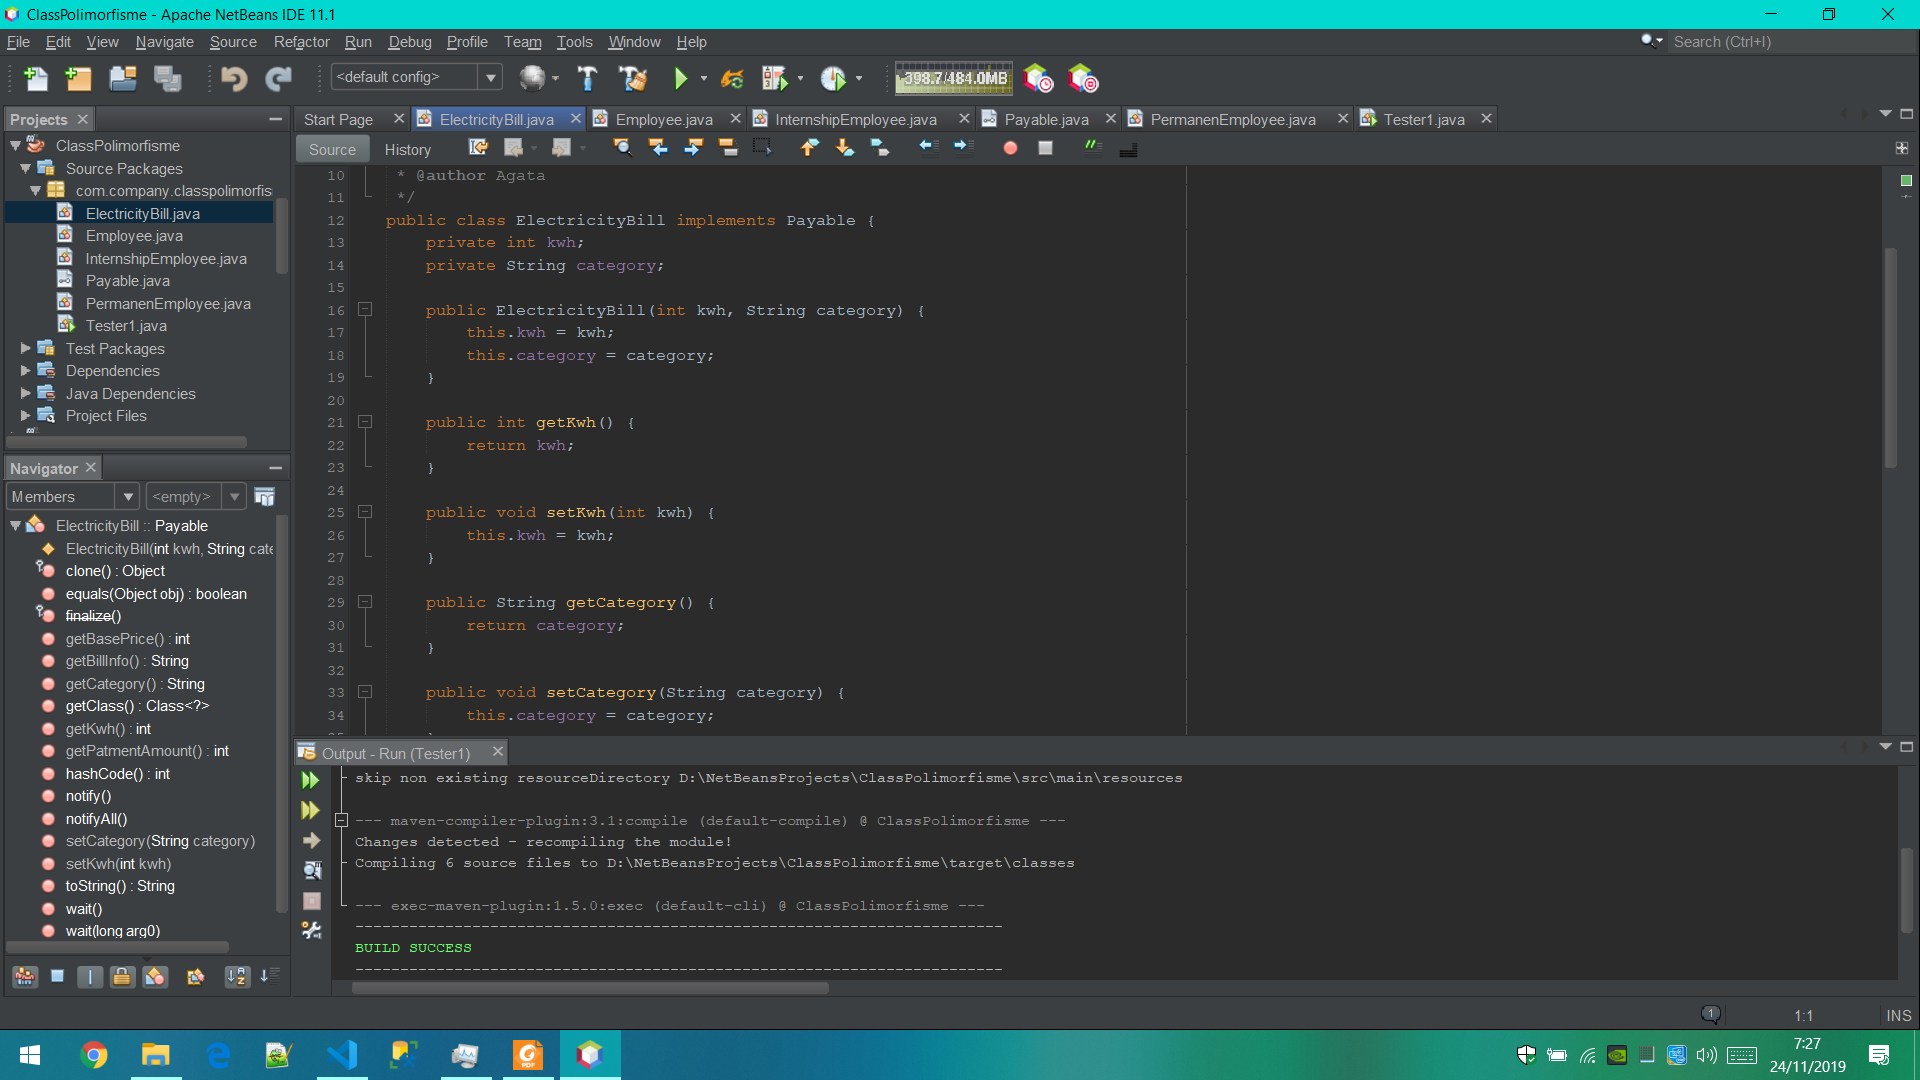 ClassPolimorfisme - Apache NetBeans IDE 11.1
File Edit View Navigate Source Refactor Run Debug Profile Team Tools Window Help
Search (Ctrl+I)
<default config>
398.7/484.0MB
Projects
Start Page
ElectricityBill.java
Employee.java
InternshipEmployee.java
Payable.java
PermanenEmployee.java
Tester1.java
ClassPolimorfisme
Source Packages
com.company.classpolimorfis
ElectricityBill.java
Employee.java
InternshipEmployee.java
Payable.java
PermanenEmployee.java
Tester1.java
Test Packages
Dependencies
Java Dependencies
Project Files
Source History
10 * @author Agata
11 */
12 public class ElectricityBill implements Payable {
13 private int kwh;
14 private String category;
15
16 public ElectricityBill(int kwh, String category) {
17 this.kwh = kwh;
18 this.category = category;
19 }
20
21 public int getKwh() {
22 return kwh;
23 }
24
25 public void setKwh(int kwh) {
26 this.kwh = kwh;
27 }
28
29 public String getCategory() {
30 return category;
31 }
32
33 public void setCategory(String category) {
34 this.category = category;
Navigator
Members
<empty>
ElectricityBill :: Payable
ElectricityBill(int kwh, String cate
clone() : Object
equals(Object obj) : boolean
finalize()
getBasePrice() : int
getBillInfo() : String
getCategory() : String
getClass() : Class<?>
getKwh() : int
getPatmentAmount() : int
hashCode() : int
notify()
notifyAll()
setCategory(String category)
setKwh(int kwh)
toString() : String
wait()
wait(long arg0)
Output - Run (Tester1)
skip non existing resourceDirectory D:\NetBeansProjects\ClassPolimorfisme\src\main\resources
--- maven-compiler-plugin:3.1:compile (default-compile) @ ClassPolimorfisme ---
Changes detected - recompiling the module!
Compiling 6 source files to D:\NetBeansProjects\ClassPolimorfisme\target\classes
--- exec-maven-plugin:1.5.0:exec (default-cli) @ ClassPolimorfisme ---
------------------------------------------------------------------------
BUILD SUCCESS
------------------------------------------------------------------------
1
1:1
INS
7:27
24/11/2019